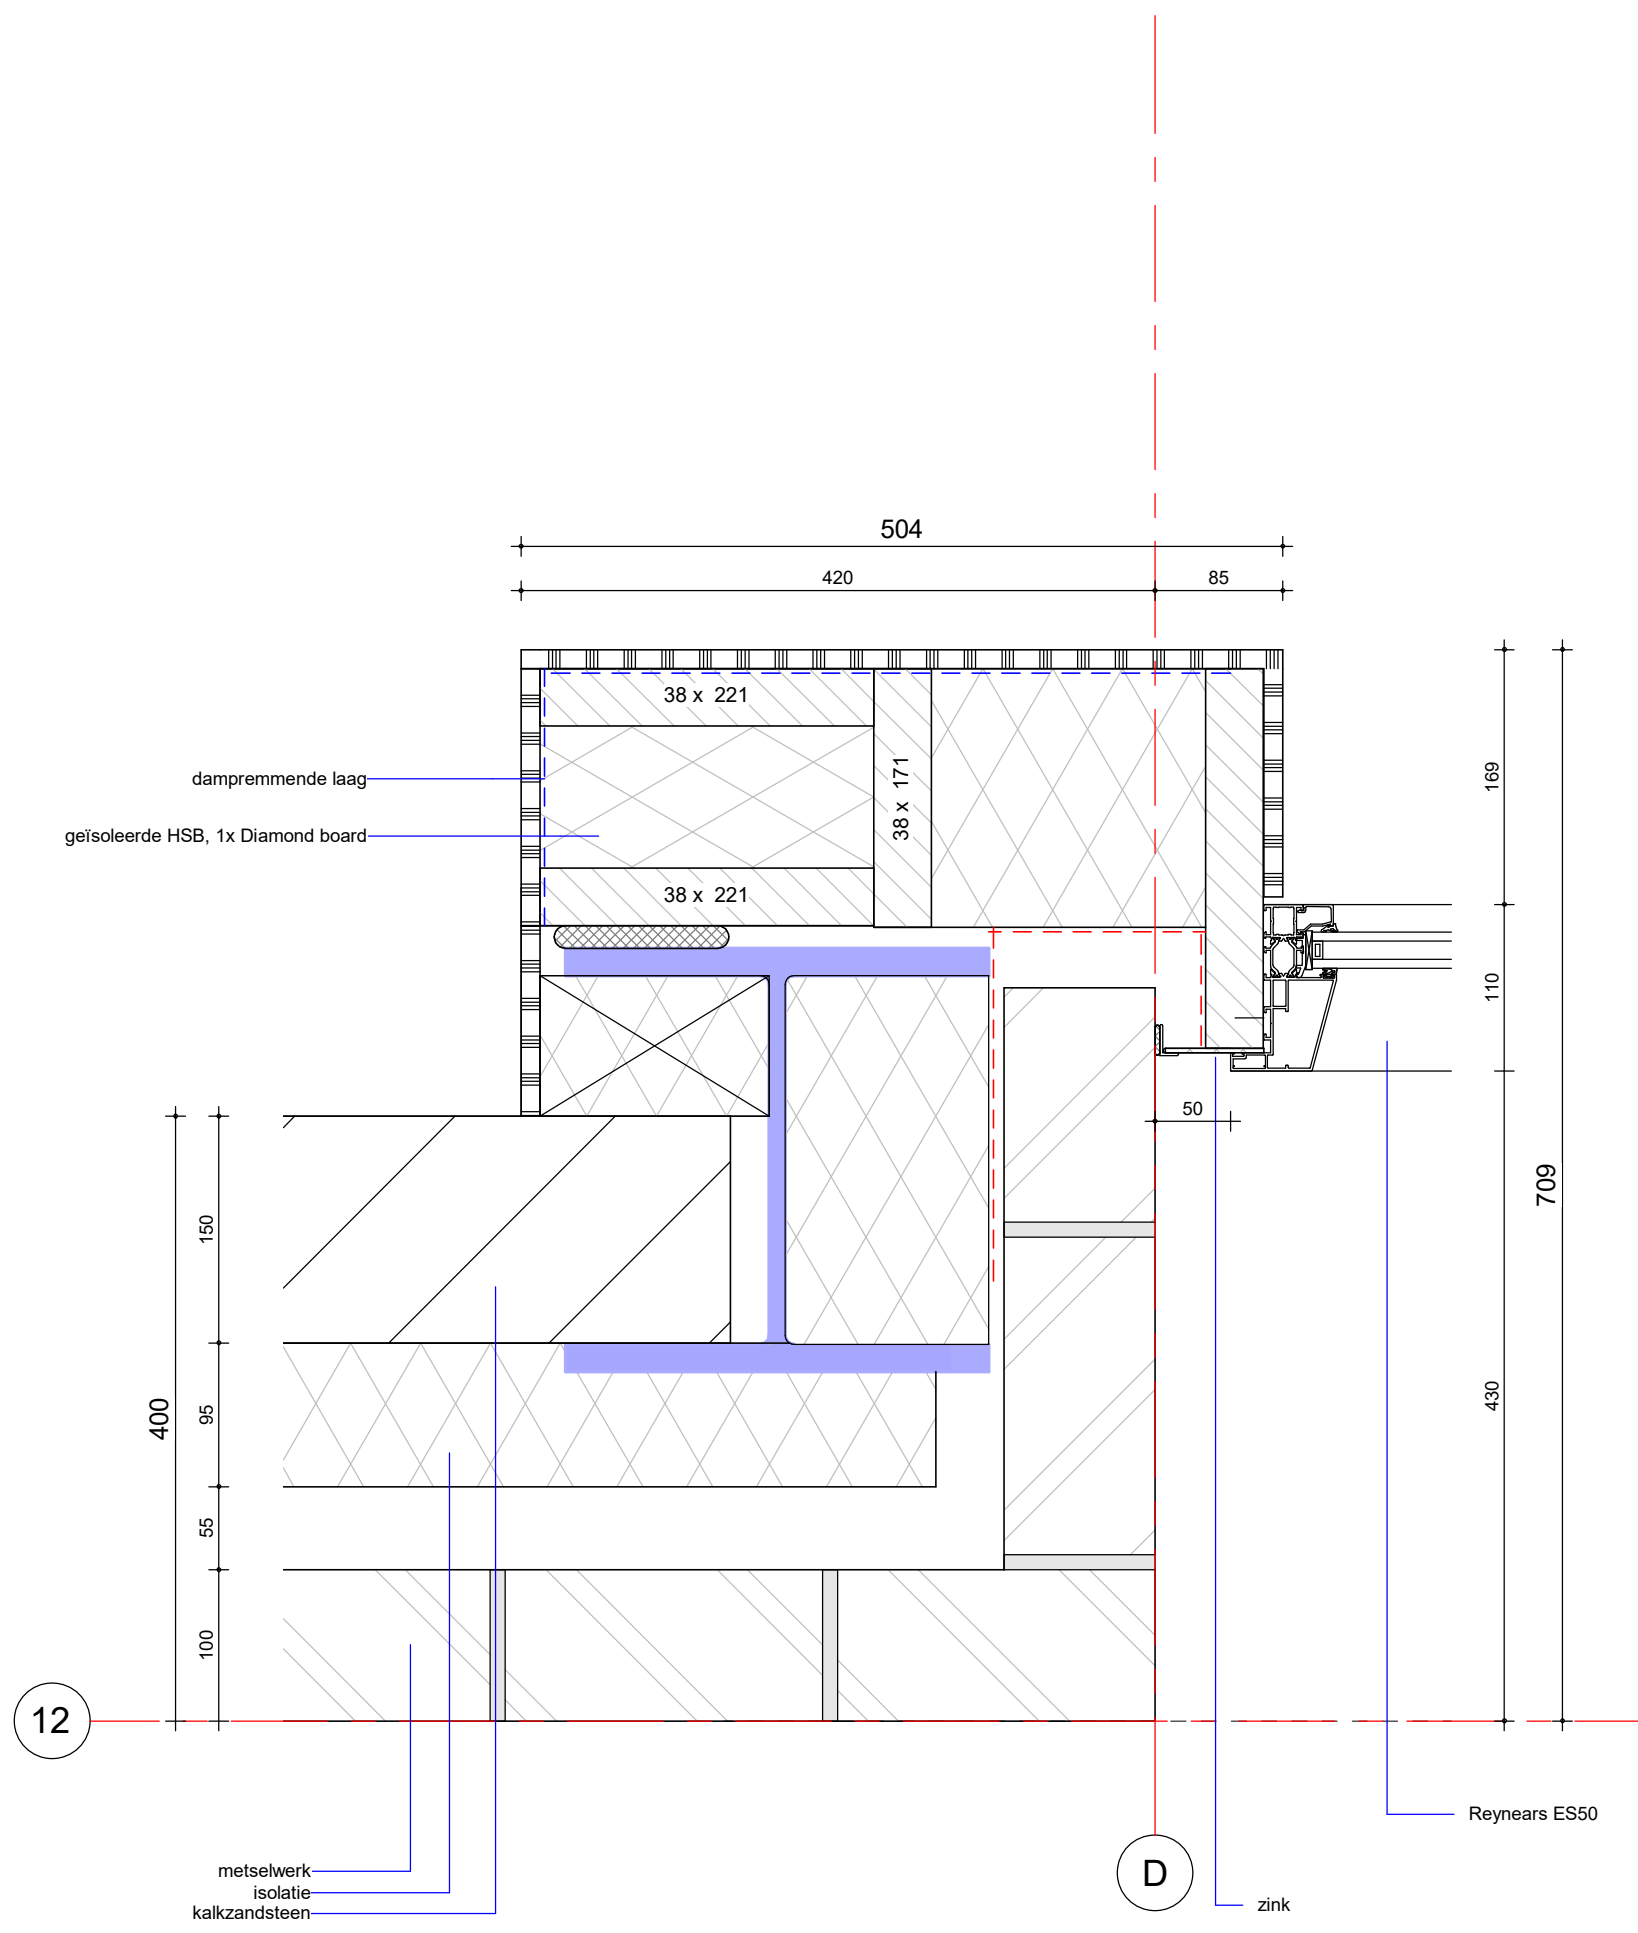 504
420
85
38 x 221
169
dampremmende laag
38 x 171
geïsoleerde HSB, 1x Diamond board
38 x 221
110
50
709
150
430
400
95
55
100
12
Reynears ES50
metselwerk
D
isolatie
zink
kalkzandsteen